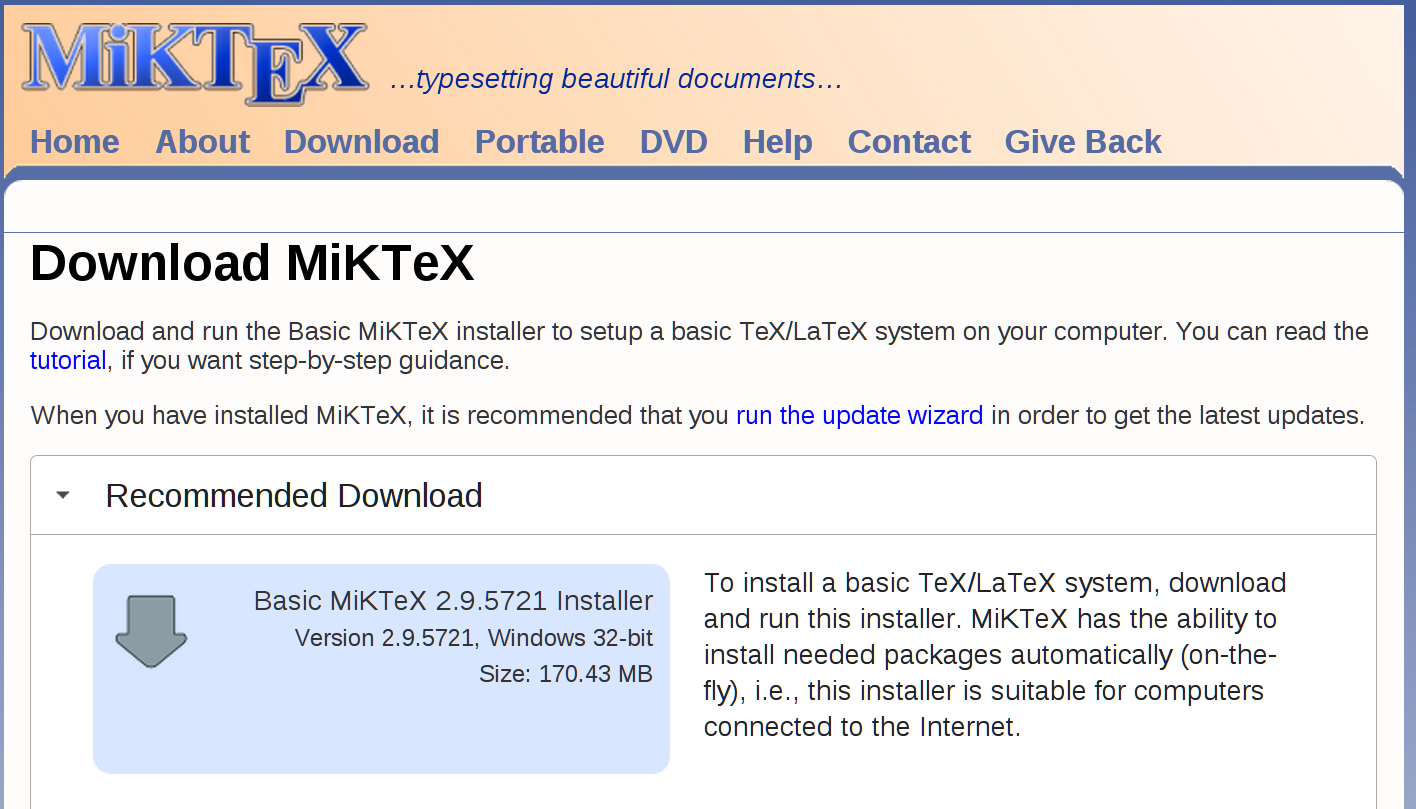 MiKTEX
…typesetting beautiful documents…
Home About Download Portable DVD Help Contact Give Back
Download MiKTeX
Download and run the Basic MiKTeX installer to setup a basic TeX/LaTeX system on your computer. You can read the
tutorial, if you want step-by-step guidance.
When you have installed MiKTeX, it is recommended that you run the update wizard in order to get the latest updates.
Recommended Download
Basic MiKTeX 2.9.5721 Installer
Version 2.9.5721, Windows 32-bit
Size: 170.43 MB
To install a basic TeX/LaTeX system, download
and run this installer. MiKTeX has the ability to
install needed packages automatically (on-the-
fly), i.e., this installer is suitable for computers
connected to the Internet.